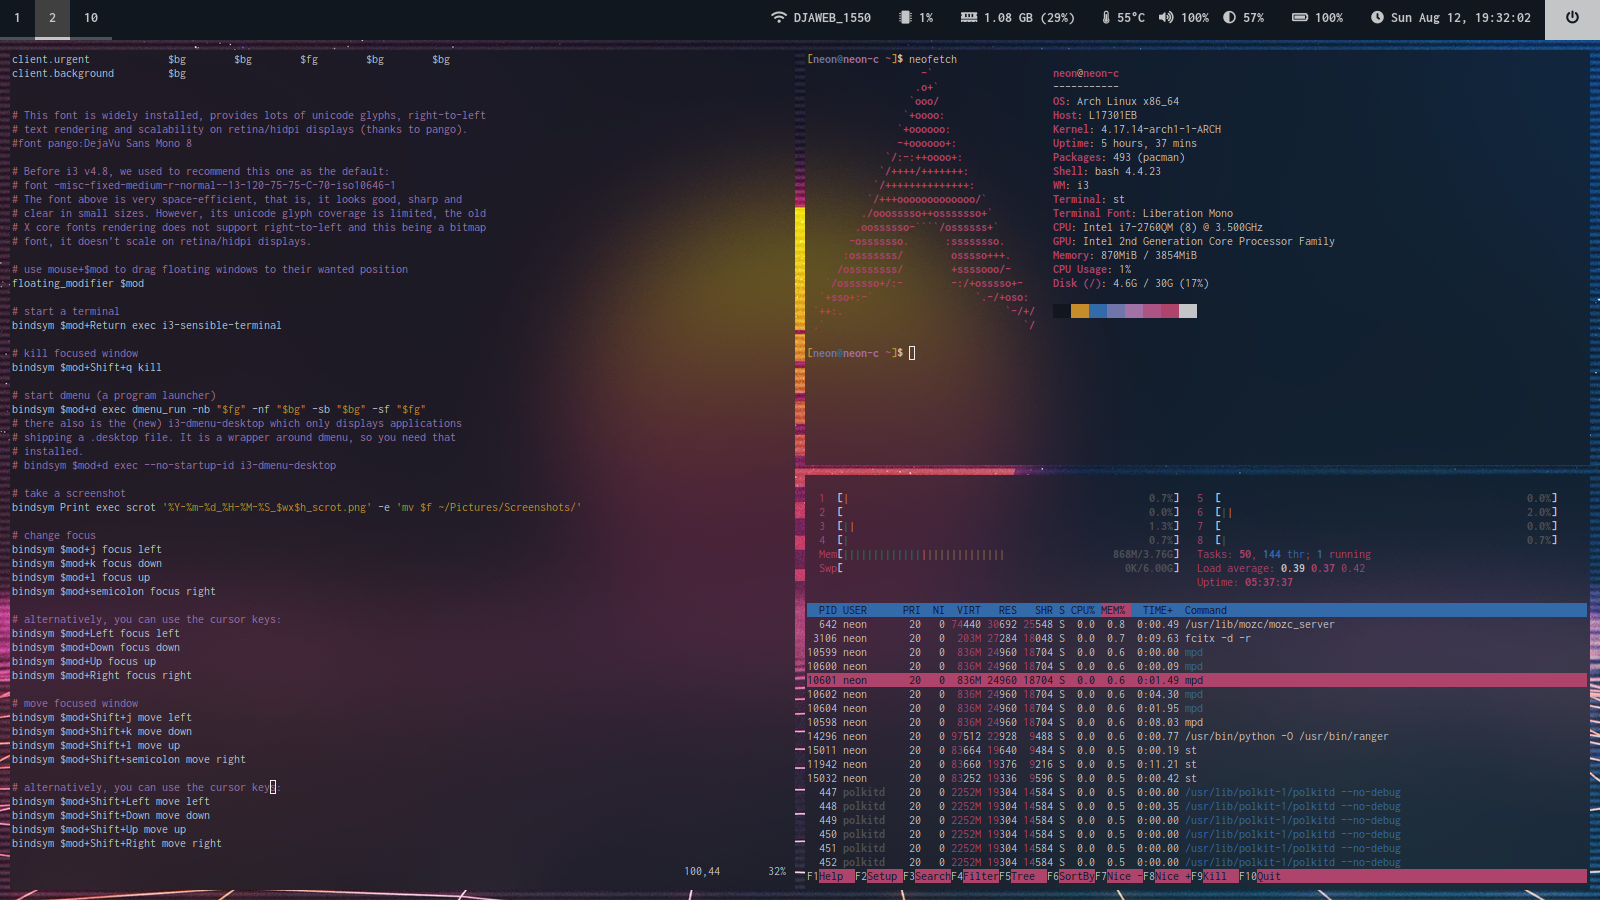 1 2 10 DJAWEB_1550 1% 1.08 GB (29%) 55°C 100% 57% 100% Sun Aug 12, 19:32:02
client.urgent $bg $bg $fg $bg $bg
client.background $bg
# This font is widely installed, provides lots of unicode glyphs, right-to-left
# text rendering and scalability on retina/hidpi displays (thanks to pango).
#font pango:DejaVu Sans Mono 8
# Before i3 v4.8, we used to recommend this one as the default:
# font -misc-fixed-medium-r-normal--13-120-75-75-C-70-iso10646-1
# The font above is very space-efficient, that is, it looks good, sharp and
# clear in small sizes. However, its unicode glyph coverage is limited, the old
# X core fonts rendering does not support right-to-left and this being a bitmap
# font, it doesn't scale on retina/hidpi displays.
# use mouse+$mod to drag floating windows to their wanted position
floating_modifier $mod
# start a terminal
bindsym $mod+Return exec i3-sensible-terminal
# kill focused window
bindsym $mod+Shift+q kill
# start dmenu (a program launcher)
bindsym $mod+d exec dmenu_run -nb "$fg" -nf "$bg" -sb "$bg" -sf "$fg"
# there also is the (new) i3-dmenu-desktop which only displays applications
# shipping a .desktop file. It is a wrapper around dmenu, so you need that
# installed.
# bindsym $mod+d exec --no-startup-id i3-dmenu-desktop
# take a screenshot
bindsym Print exec scrot '%Y-%m-%d_%H-%M-%S_$wx$h_scrot.png' -e 'mv $f ~/Pictures/Screenshots/'
# change focus
bindsym $mod+j focus left
bindsym $mod+k focus down
bindsym $mod+l focus up
bindsym $mod+semicolon focus right
# alternatively, you can use the cursor keys:
bindsym $mod+Left focus left
bindsym $mod+Down focus down
bindsym $mod+Up focus up
bindsym $mod+Right focus right
# move focused window
bindsym $mod+Shift+j move left
bindsym $mod+Shift+k move down
bindsym $mod+Shift+l move up
bindsym $mod+Shift+semicolon move right
# alternatively, you can use the cursor keys:
bindsym $mod+Shift+Left move left
bindsym $mod+Shift+Down move down
bindsym $mod+Shift+Up move up
bindsym $mod+Shift+Right move right
100,44 32%
[neon@neon-c ~]$ neofetch
neon@neon-c
-----------
OS: Arch Linux x86_64
Host: L17301EB
Kernel: 4.17.14-arch1-1-ARCH
Uptime: 5 hours, 37 mins
Packages: 493 (pacman)
Shell: bash 4.4.23
WM: i3
Terminal: st
Terminal Font: Liberation Mono
CPU: Intel i7-2760QM (8) @ 3.500GHz
GPU: Intel 2nd Generation Core Processor Family
Memory: 870MiB / 3854MiB
CPU Usage: 1%
Disk (/): 4.6G / 30G (17%)
[neon@neon-c ~]$
1 [| 0.7%] 5 [ 0.0%]
2 [ 0.0%] 6 [|| 2.0%]
3 [|| 1.3%] 7 [ 0.0%]
4 [| 0.7%] 8 [| 0.7%]
Mem[||||||||||||||||||||||||||| 868M/3.76G] Tasks: 50, 144 thr; 1 running
Swp[ 0K/6.00G] Load average: 0.39 0.37 0.42
Uptime: 05:37:37
PID USER PRI NI VIRT RES SHR S CPU% MEM% TIME+ Command
642 neon 20 0 74440 30692 25548 S 0.0 0.8 0:00.49 /usr/lib/mozc/mozc_server
3106 neon 20 0 203M 27284 18048 S 0.0 0.7 0:09.63 fcitx -d -r
10599 neon 20 0 836M 24960 18704 S 0.0 0.6 0:00.00 mpd
10600 neon 20 0 836M 24960 18704 S 0.0 0.6 0:00.09 mpd
10601 neon 20 0 836M 24960 18704 S 0.0 0.6 0:01.49 mpd
10602 neon 20 0 836M 24960 18704 S 0.0 0.6 0:04.30 mpd
10604 neon 20 0 836M 24960 18704 S 0.0 0.6 0:01.95 mpd
10598 neon 20 0 836M 24960 18704 S 0.0 0.6 0:08.03 mpd
14296 neon 20 0 97512 22928 9488 S 0.0 0.6 0:00.77 /usr/bin/python -O /usr/bin/ranger
15011 neon 20 0 83664 19640 9484 S 0.0 0.5 0:00.19 st
11942 neon 20 0 83660 19376 9216 S 0.0 0.5 0:11.21 st
15032 neon 20 0 83252 19336 9596 S 0.0 0.5 0:00.42 st
447 polkitd 20 0 2252M 19304 14584 S 0.0 0.5 0:00.00 /usr/lib/polkit-1/polkitd --no-debug
448 polkitd 20 0 2252M 19304 14584 S 0.0 0.5 0:00.35 /usr/lib/polkit-1/polkitd --no-debug
449 polkitd 20 0 2252M 19304 14584 S 0.0 0.5 0:00.00 /usr/lib/polkit-1/polkitd --no-debug
450 polkitd 20 0 2252M 19304 14584 S 0.0 0.5 0:00.00 /usr/lib/polkit-1/polkitd --no-debug
451 polkitd 20 0 2252M 19304 14584 S 0.0 0.5 0:00.00 /usr/lib/polkit-1/polkitd --no-debug
452 polkitd 20 0 2252M 19304 14584 S 0.0 0.5 0:00.00 /usr/lib/polkit-1/polkitd --no-debug
F1Help F2Setup F3SearchF4FilterF5Tree F6SortByF7Nice -F8Nice +F9Kill F10Quit